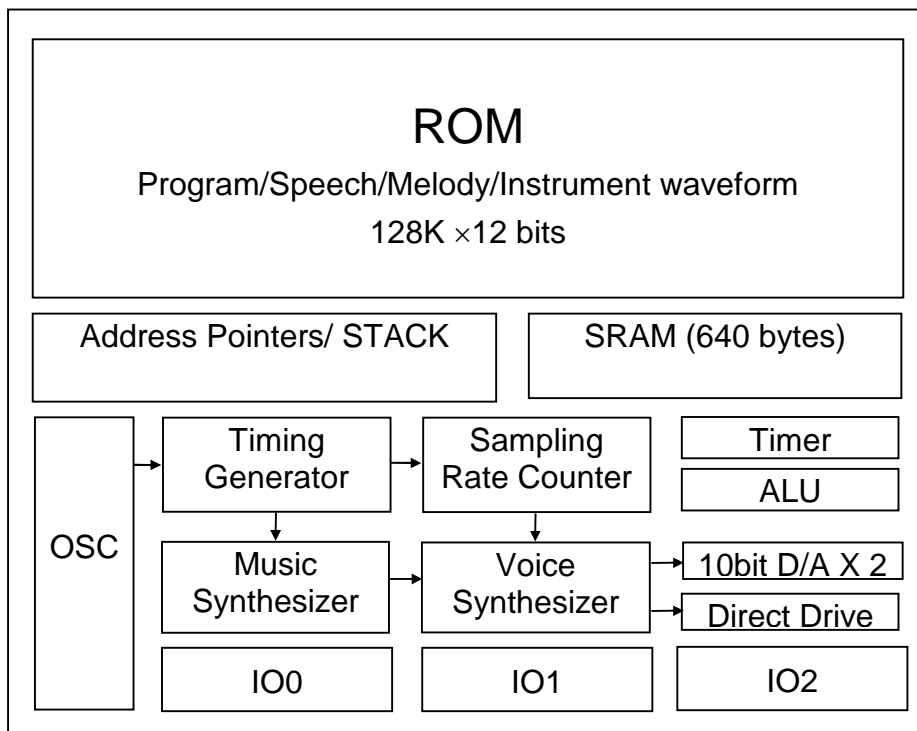 ROM
Program/Speech/Melody/Instrument waveform
128K ×12 bits
Address Pointers/ STACK
SRAM (640 bytes)
OSC
Timing
Generator
Sampling
Rate Counter
Timer
ALU
Music
Synthesizer
Voice
Synthesizer
10bit D/A X 2
Direct Drive
IO0
IO1
IO2